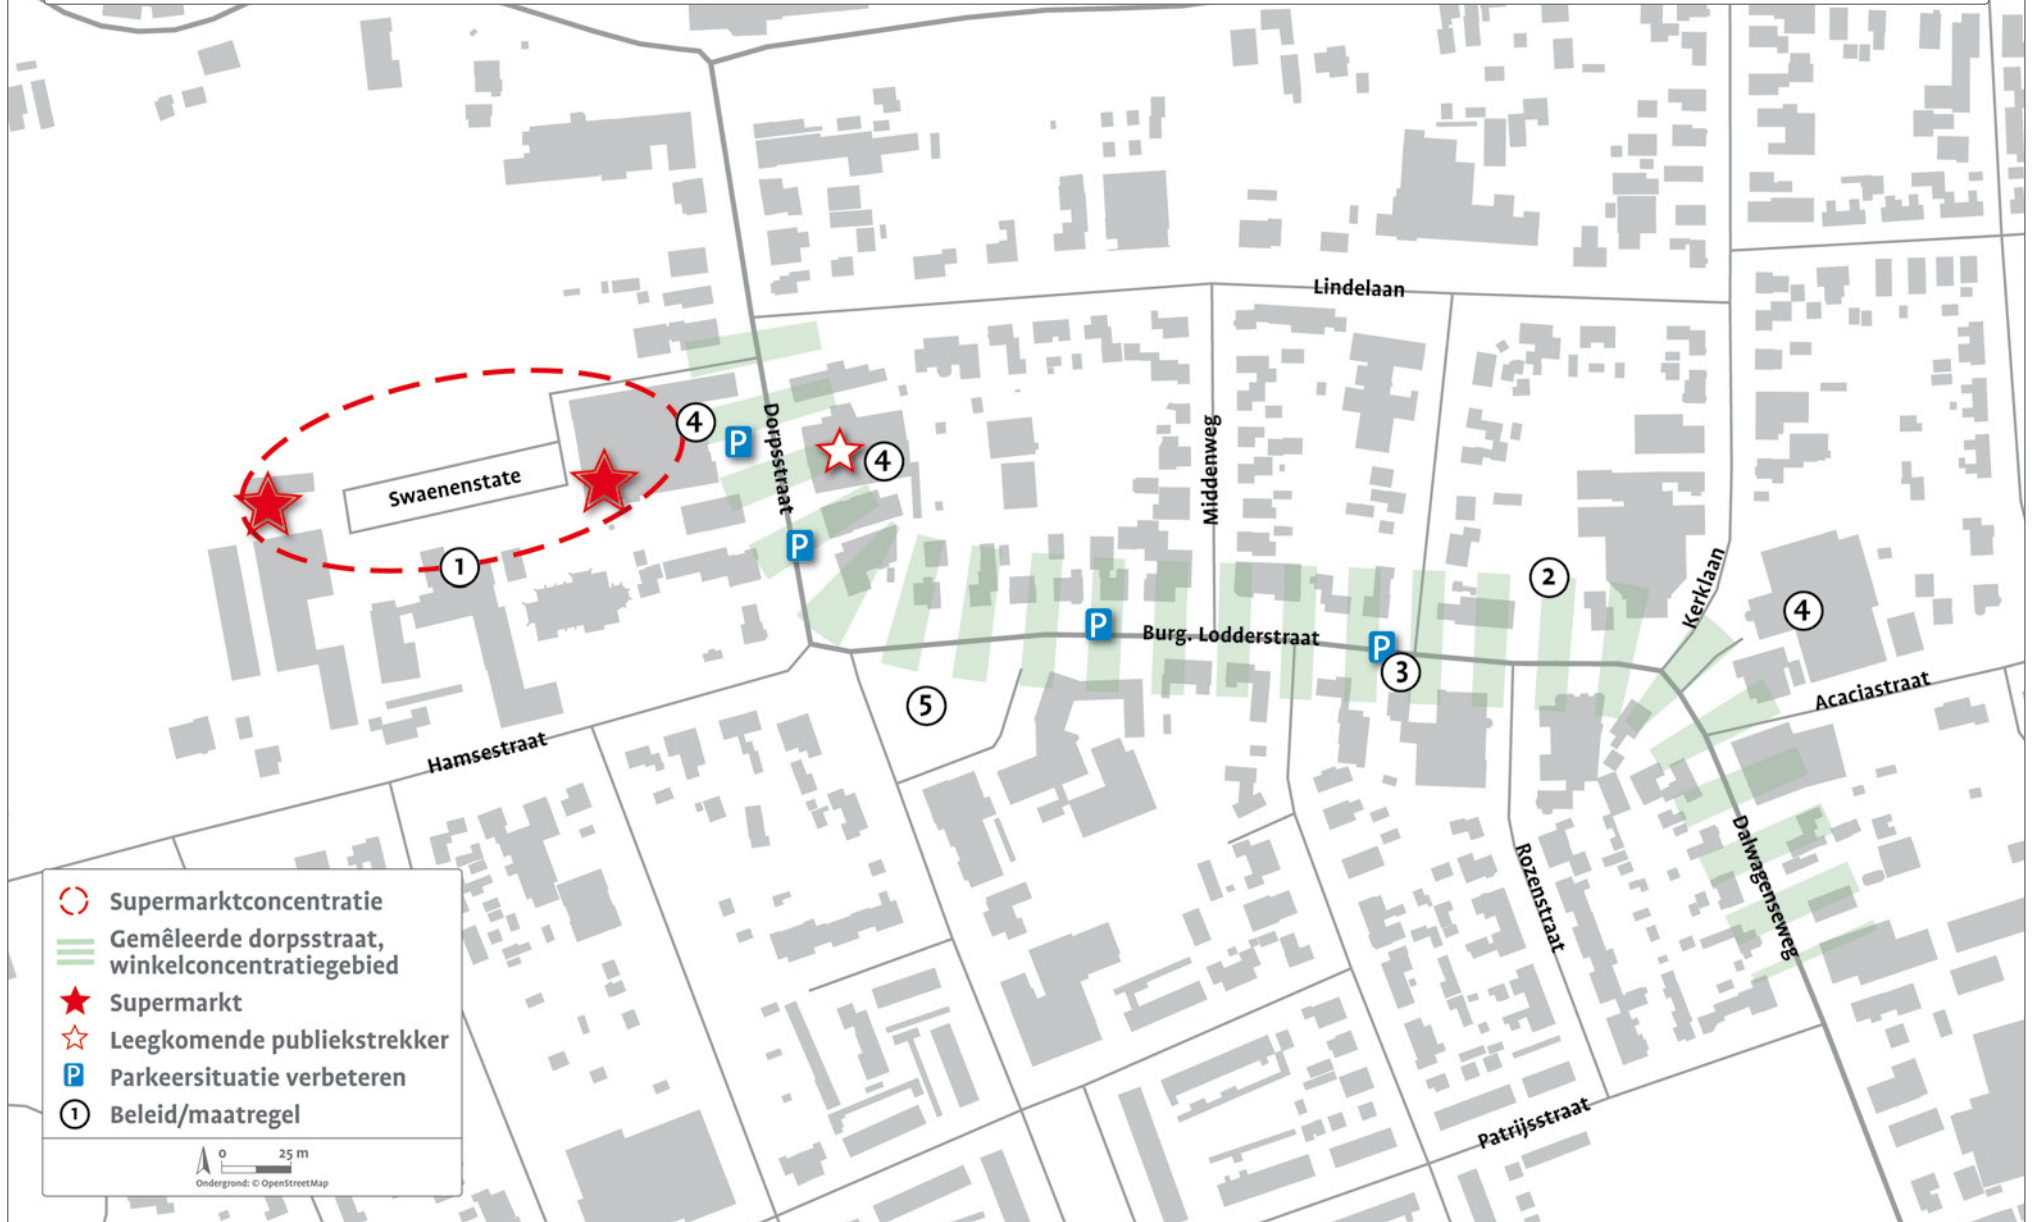 Lindelaan
Dorpsstraat
4
P
4
Middenweg
Swaenenstate
P
1
2
Kerklaan
4
P
Burg. Lodderstraat
P
3
5
Acaciastraat
Hamsestraat
Dalwagenseweg
Rozenstraat
Patrijsstraat
Supermarktconcentratie
Gemêleerde dorpsstraat,
winkelconcentratiegebied
Supermarkt
Leegkomende publiekstrekker
P Parkeersituatie verbeteren
1 Beleid/maatregel
0 25 m
Ondergrond: © OpenStreetMap